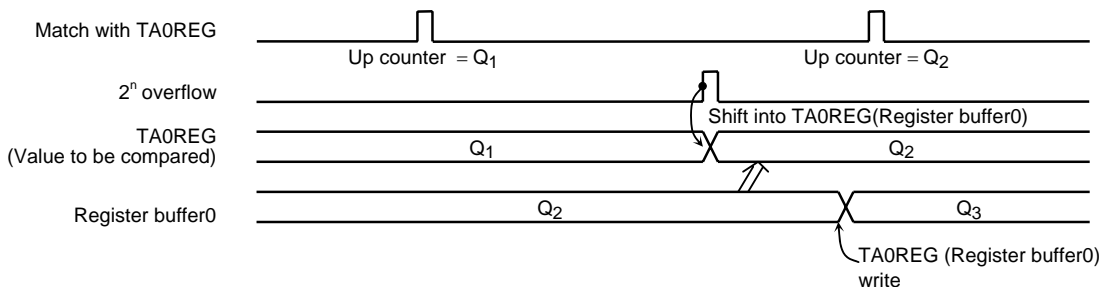 Match with TA0REG
Up counter = Q1
Up counter = Q2
2n overflow
Shift into TA0REG(Register buffer0)
TA0REG
(Value to be compared)
Q1
Q2
Register buffer0
Q2
Q3
TA0REG (Register buffer0)
write